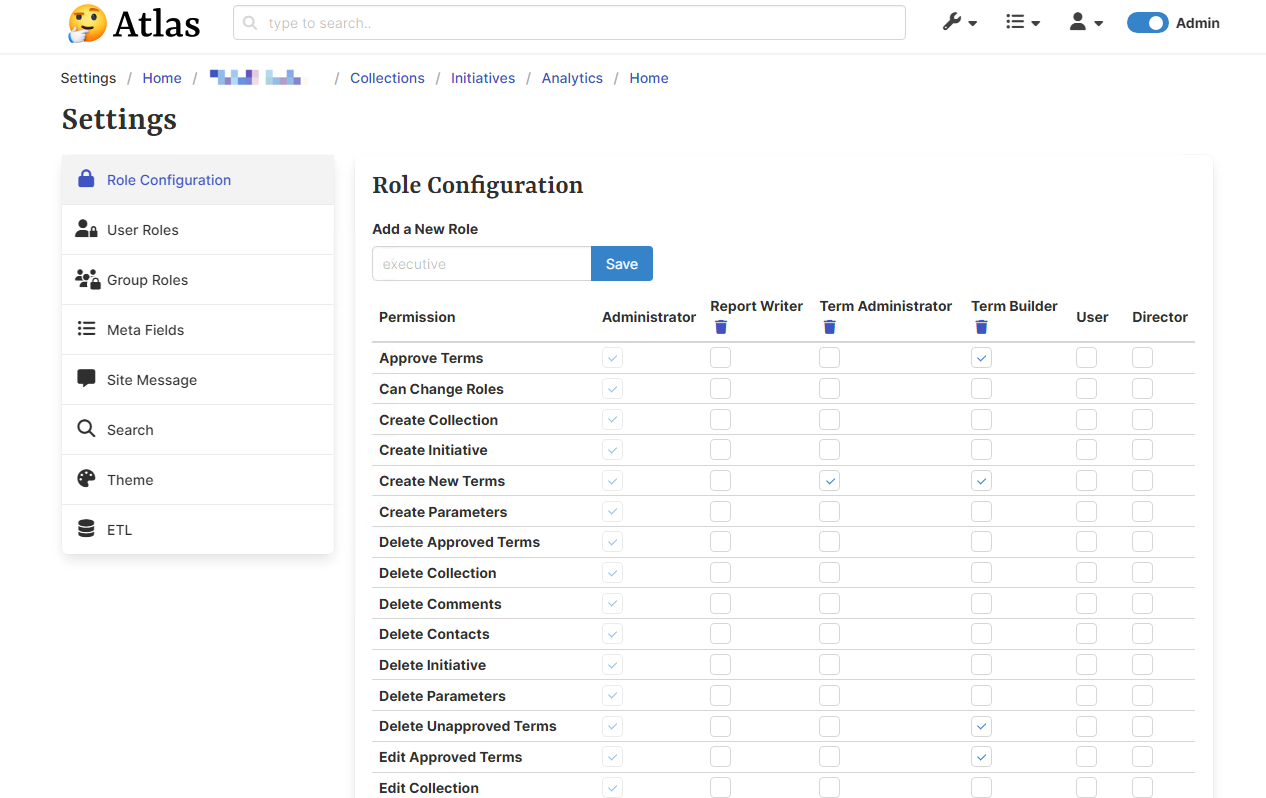 Atlas
type to search..
Admin
Settings / Home / / Collections / Initiatives / Analytics / Home
Settings
Role Configuration
User Roles
Group Roles
Meta Fields
Site Message
Search
Theme
ETL
Role Configuration
Add a New Role
executive
Save
Permission Administrator Report Writer Term Administrator Term Builder User Director
Approve Terms
Can Change Roles
Create Collection
Create Initiative
Create New Terms
Create Parameters
Delete Approved Terms
Delete Collection
Delete Comments
Delete Contacts
Delete Initiative
Delete Parameters
Delete Unapproved Terms
Edit Approved Terms
Edit Collection